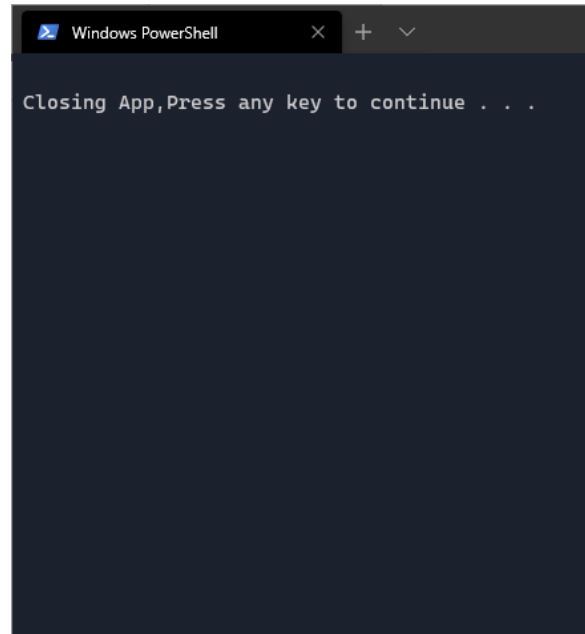 Windows PowerShell
Closing App,Press any key to continue . . .